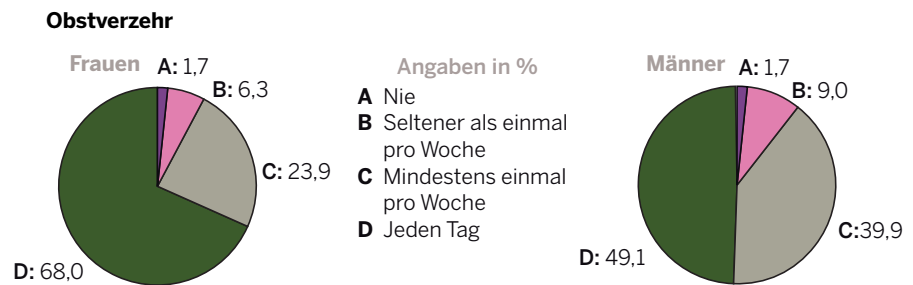 Obstverzehr
Frauen
A: 1,7
B: 6,3
C: 23,9
D: 68,0
Angaben in %
A Nie
B Seltener als einmal
pro Woche
C Mindestens einmal
pro Woche
D Jeden Tag
Männer
A: 1,7
B: 9,0
C:39,9
D: 49,1